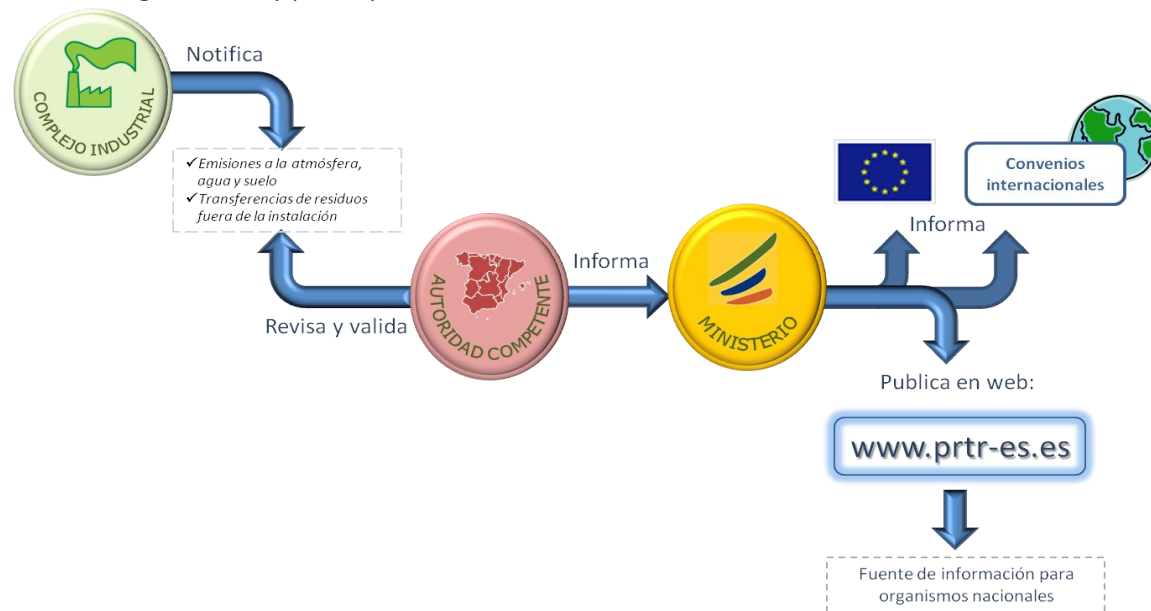 Notifica
COMPLEJO INDUSTRIAL
✓Emisiones a la atmósfera,
agua y suelo
✓Transferencias de residuos
fuera de la instalación
Convenios
internacionales
Informa
Informa
AUTORIDAD COMPETENTE
MINISTERIO
Revisa y valida
Publica en web:
www.prtr-es.es
Fuente de información para
organismos nacionales